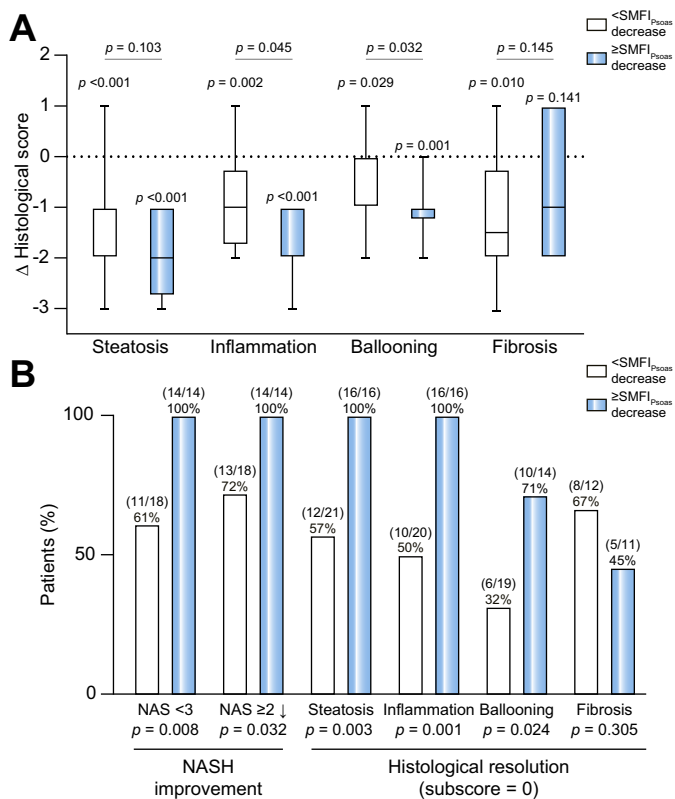 A
<SMFIPsoas
decrease
≥SMFIPsoas
decrease
p = 0.103
p = 0.045
p = 0.032
p = 0.145
p <0.001
p = 0.002
p = 0.029
p = 0.010
p <0.001
p <0.001
p = 0.001
p = 0.141
2
1
0
-1
-2
-3
Δ Histological score
Steatosis
Inflammation
Ballooning
Fibrosis
B
<SMFIPsoas
decrease
≥SMFIPsoas
decrease
100
50
0
Patients (%)
(11/18)
61%
(14/14)
100%
(13/18)
72%
(14/14)
100%
(12/21)
57%
(16/16)
100%
(10/20)
50%
(16/16)
100%
(6/19)
32%
(10/14)
71%
(8/12)
67%
(5/11)
45%
NAS <3
p = 0.008
NAS ≥2 ↓
p = 0.032
Steatosis
p = 0.003
Inflammation
p = 0.001
Ballooning
p = 0.024
Fibrosis
p = 0.305
NASH
improvement
Histological resolution
(subscore = 0)